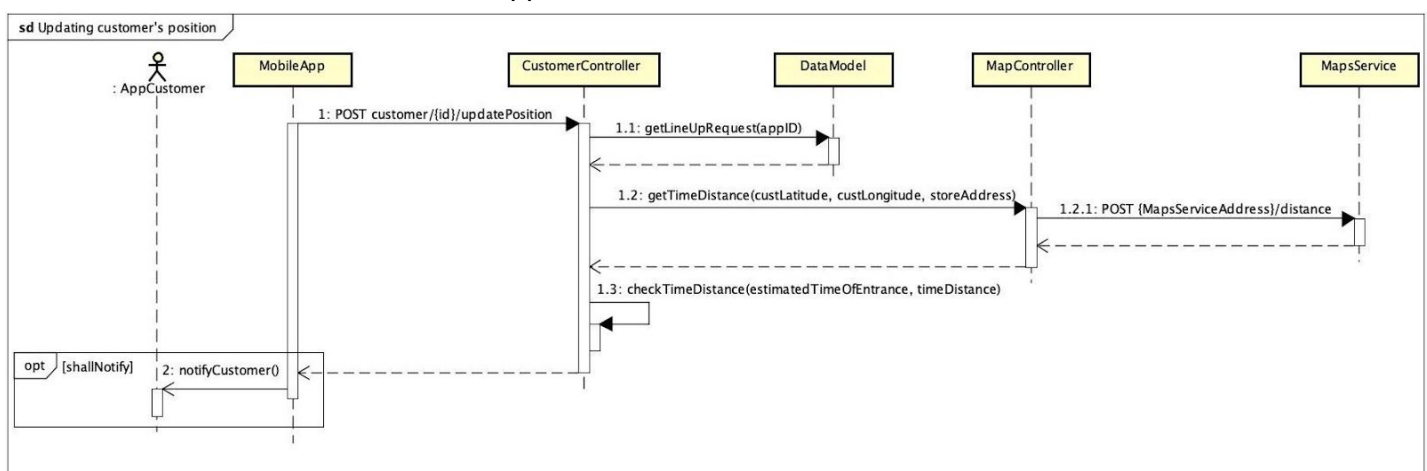 sd Updating customer's position
: AppCustomer
MobileApp
CustomerController
DataModel
MapController
MapsService
1: POST customer/{id}/updatePosition
1.1: getLineUpRequest(appID)
1.2: getTimeDistance(custLatitude, custLongitude, storeAddress)
1.2.1: POST {MapsServiceAddress}/distance
1.3: checkTimeDistance(estimatedTimeOfEntrance, timeDistance)
opt [shallNotify]
2: notifyCustomer()